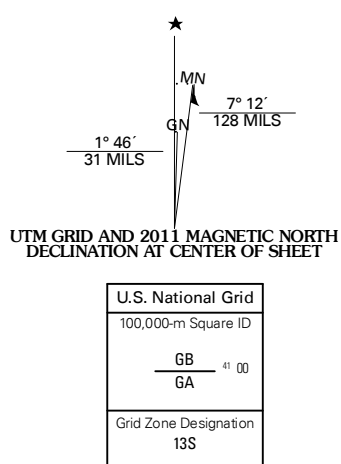 ★
MN
7° 12´
128 MILS
GN
1° 46´
31 MILS
UTM GRID AND 2011 MAGNETIC NORTH
DECLINATION AT CENTER OF SHEET
U.S. National Grid
100,000-m Square ID
GB
41 00
GA
Grid Zone Designation
13S